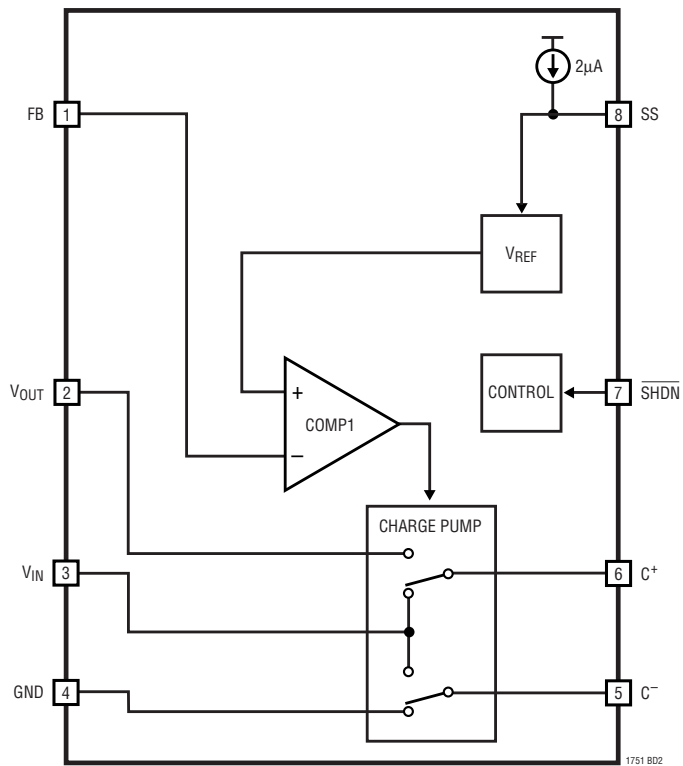 2μA
FB 1
8 SS
VREF
VOUT 2
+
COMP1
−
CONTROL
7 SHDN
CHARGE PUMP
VIN 3
6 C+
GND 4
5 C−
1751 BD2